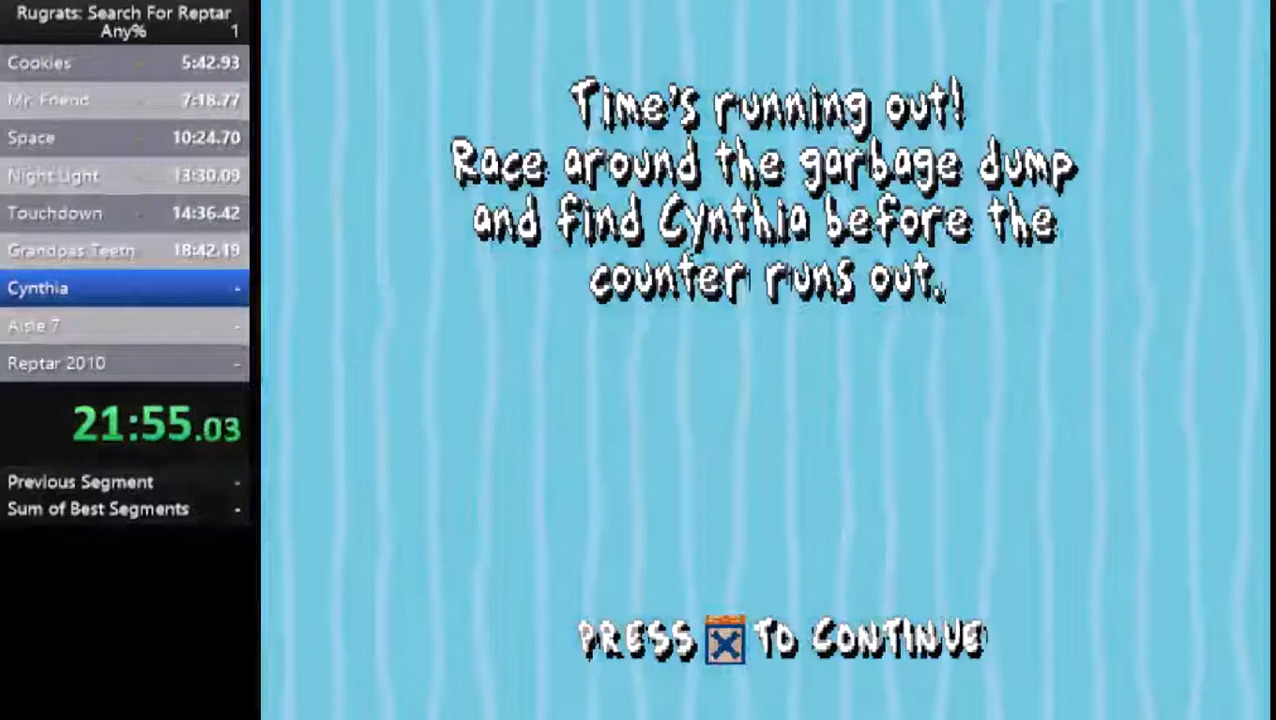 Rugrats: Search For Reptar
Any% 1
Cookies - 5:42.93
Mr. Friend - 7:18.77
Space - 10:24.70
Night Light - 13:30.09
Touchdown - 14:36.42
Grandpas Teeth - 18:42.19
Cynthia -
Aisle 7 -
Reptar 2010 -
21:55.03
Previous Segment -
Sum of Best Segments -
Time's running out!
Race around the garbage dump
and find Cynthia before the
counter runs out.
PRESS X TO CONTINUE